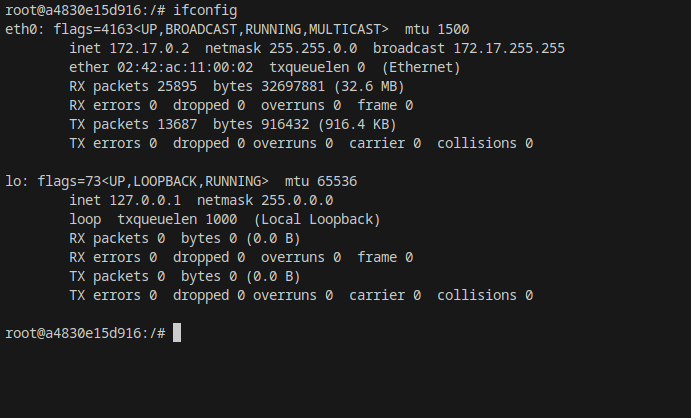 root@a4830e15d916:/# ifconfig
eth0: flags=4163<UP,BROADCAST,RUNNING,MULTICAST>  mtu 1500
        inet 172.17.0.2  netmask 255.255.0.0  broadcast 172.17.255.255
        ether 02:42:ac:11:00:02  txqueuelen 0  (Ethernet)
        RX packets 25895  bytes 32697881 (32.6 MB)
        RX errors 0  dropped 0  overruns 0  frame 0
        TX packets 13687  bytes 916432 (916.4 KB)
        TX errors 0  dropped 0 overruns 0  carrier 0  collisions 0

lo: flags=73<UP,LOOPBACK,RUNNING>  mtu 65536
        inet 127.0.0.1  netmask 255.0.0.0
        loop  txqueuelen 1000  (Local Loopback)
        RX packets 0  bytes 0 (0.0 B)
        RX errors 0  dropped 0  overruns 0  frame 0
        TX packets 0  bytes 0 (0.0 B)
        TX errors 0  dropped 0 overruns 0  carrier 0  collisions 0

root@a4830e15d916:/#